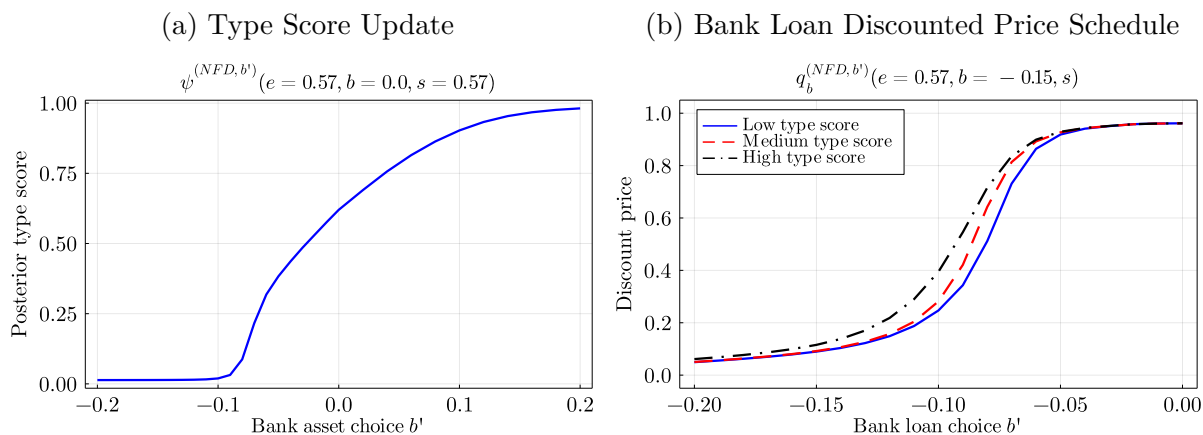 (a) Type Score Update
ψ^(NFD, b')(e = 0.57, b = 0.0, s = 0.57)
Posterior type score
1.00
0.75
0.50
0.25
0.00
−0.2 −0.1 0.0 0.1 0.2
Bank asset choice b'
(b) Bank Loan Discounted Price Schedule
q_b^(NFD, b')(e = 0.57, b = − 0.15, s)
Discount price
1.0
0.8
0.6
0.4
0.2
0.0
Low type score
Medium type score
High type score
−0.20 −0.15 −0.10 −0.05 0.00
Bank loan choice b'